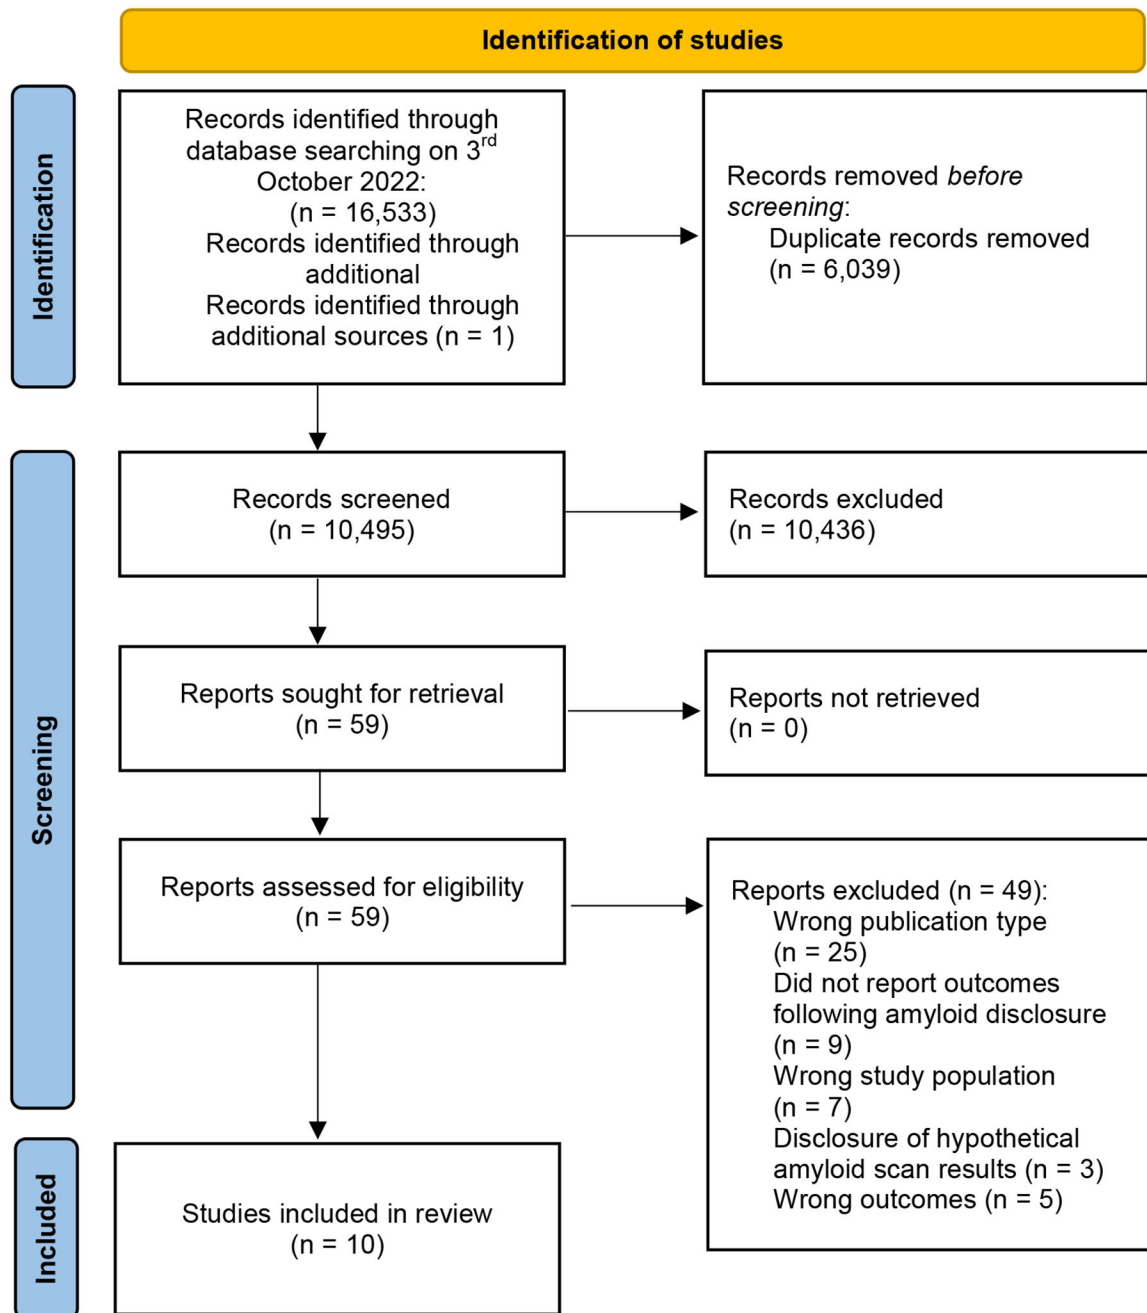 Identification of studies
Identification
Records identified through
database searching on 3rd
October 2022:
(n = 16,533)
Records identified through
additional
Records identified through
additional sources (n = 1)
Records removed before
screening:
Duplicate records removed
(n = 6,039)
Screening
Records screened
(n = 10,495)
Records excluded
(n = 10,436)
Reports sought for retrieval
(n = 59)
Reports not retrieved
(n = 0)
Reports assessed for eligibility
(n = 59)
Reports excluded (n = 49):
Wrong publication type
(n = 25)
Did not report outcomes
following amyloid disclosure
(n = 9)
Wrong study population
(n = 7)
Disclosure of hypothetical
amyloid scan results (n = 3)
Wrong outcomes (n = 5)
Included
Studies included in review
(n = 10)